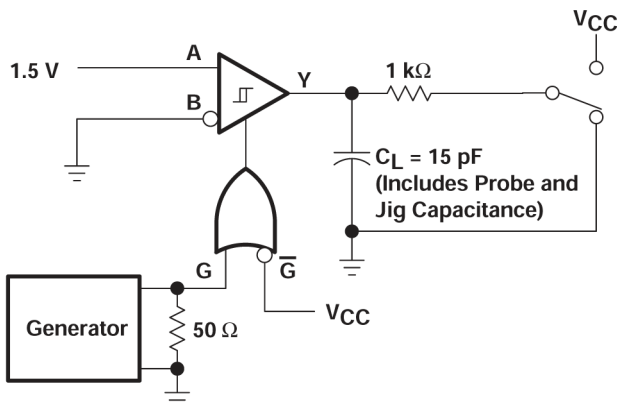 VCC
A
1.5 V
Y
1 kΩ
B
CL = 15 pF
(Includes Probe and
Jig Capacitance)
G
G̅
VCC
Generator
50 Ω